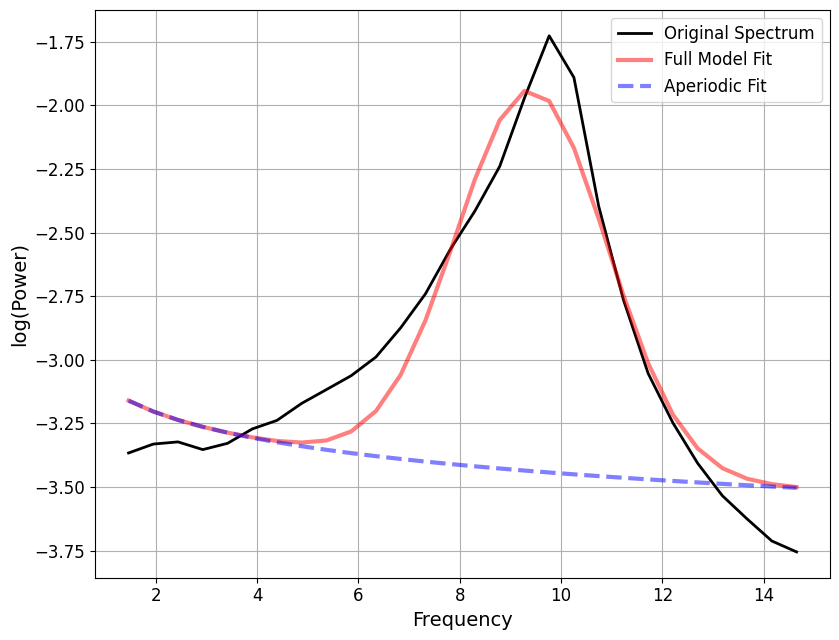 Original Spectrum
Full Model Fit
Aperiodic Fit
log(Power)
−1.75
−2.00
−2.25
−2.50
−2.75
−3.00
−3.25
−3.50
−3.75
2 4 6 8 10 12 14
Frequency